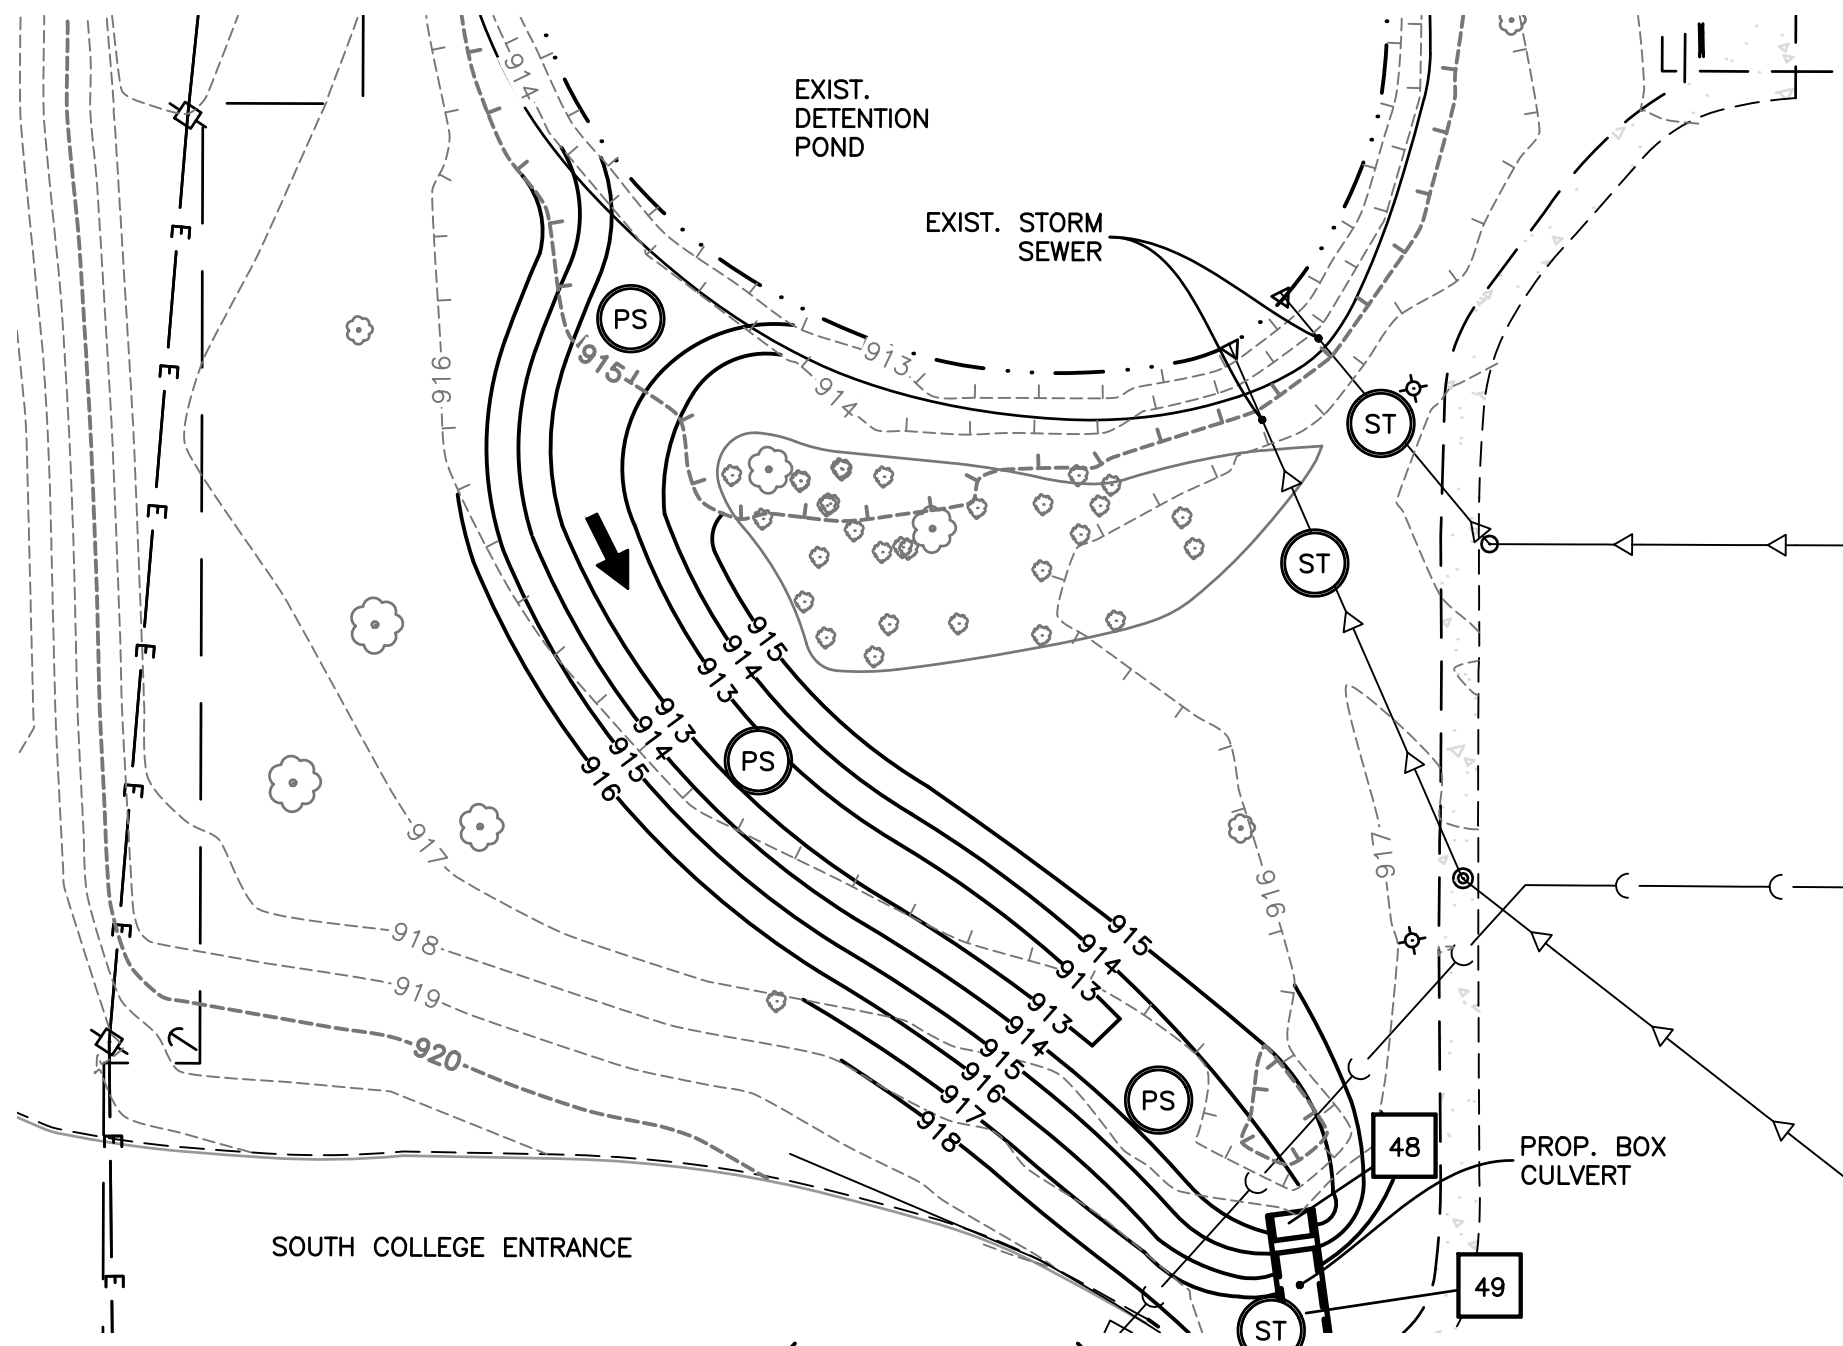 914
EXIST.
DETENTION
POND
EXIST. STORM
SEWER
E
E
E
E
E
E
E
E
E
PS
915
913
914
916
ST
ST
915
914
913
913
914
915
916
PS
917
917
916
918
919
920
915
914
913
913
914
915
916
917
918
PS
48
PROP. BOX
CULVERT
SOUTH COLLEGE ENTRANCE
49
ST